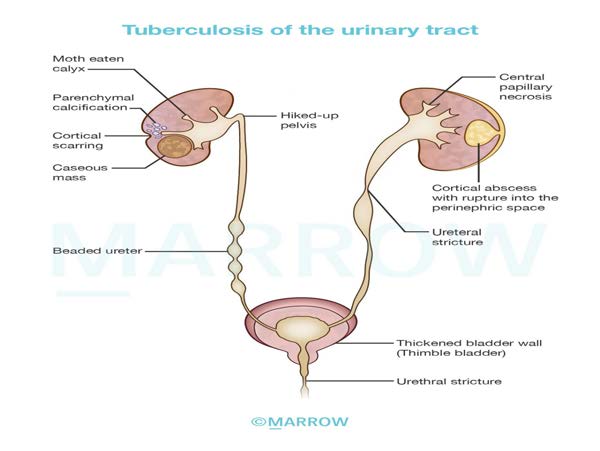 Tuberculosis of the urinary tract
Moth eaten
calyx
Parenchymal
calcification
Cortical
scarring
Caseous
mass
Hiked-up
pelvis
Central
papillary
necrosis
Cortical abscess
with rupture into the
perinephric space
Ureteral
stricture
Beaded ureter
MARROW
Thickened bladder wall
(Thimble bladder)
Urethral stricture
©MARROW